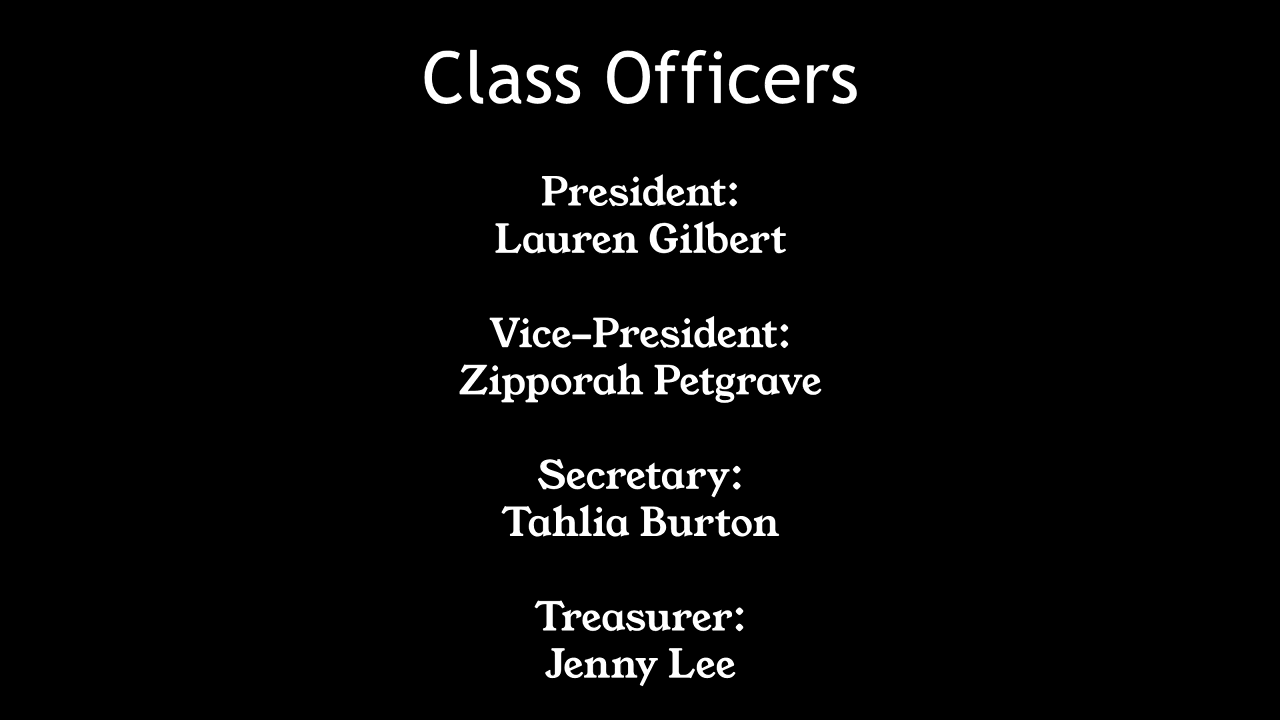 Class Officers
President:
Lauren Gilbert
Vice-President:
Zipporah Petgrave
Secretary:
Tahlia Burton
Treasurer:
Jenny Lee